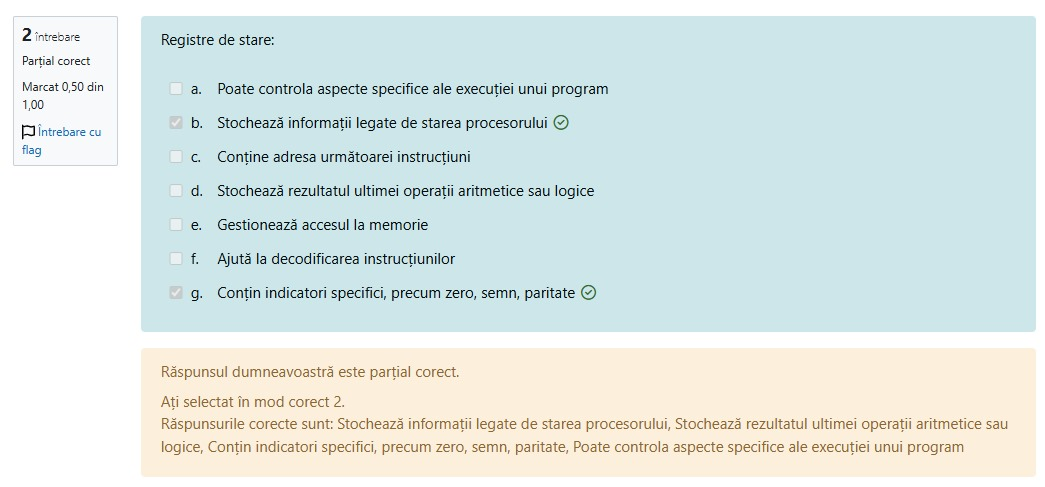 2 întrebare
Parțial corect
Marcat 0,50 din
1,00
Întrebare cu
flag
Registre de stare:
a. Poate controla aspecte specifice ale execuției unui program
b. Stochează informații legate de starea procesorului
c. Conține adresa următoarei instrucțiuni
d. Stochează rezultatul ultimei operații aritmetice sau logice
e. Gestionează accesul la memorie
f. Ajută la decodificarea instrucțiunilor
g. Conțin indicatori specifici, precum zero, semn, paritate
Răspunsul dumneavoastră este parțial corect.
Ați selectat în mod corect 2.
Răspunsurile corecte sunt: Stochează informații legate de starea procesorului, Stochează rezultatul ultimei operații aritmetice sau
logice, Conțin indicatori specifici, precum zero, semn, paritate, Poate controla aspecte specifice ale execuției unui program